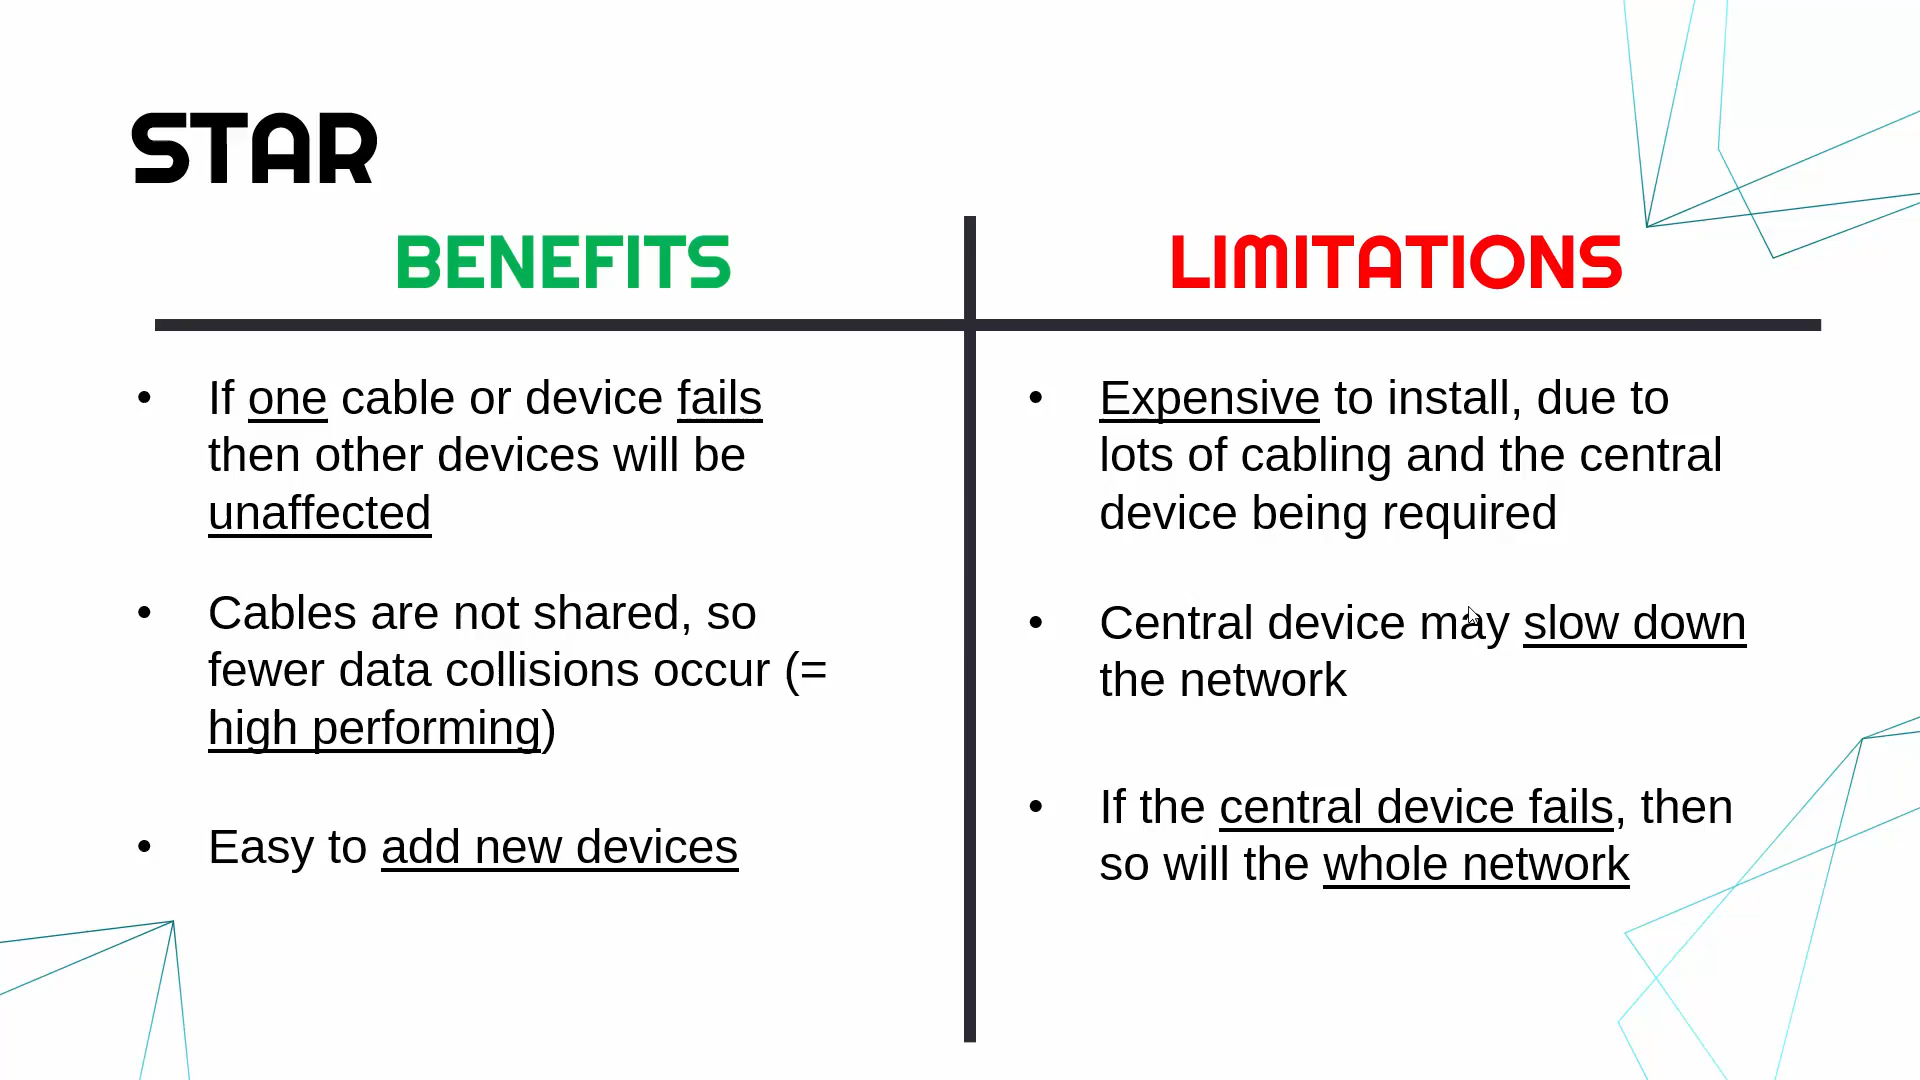 STAR
BENEFITS
• If one cable or device fails
then other devices will be
unaffected
• Cables are not shared, so
fewer data collisions occur (=
high performing)
• Easy to add new devices
LIMITATIONS
• Expensive to install, due to
lots of cabling and the central
device being required
• Central device may slow down
the network
• If the central device fails, then
so will the whole network